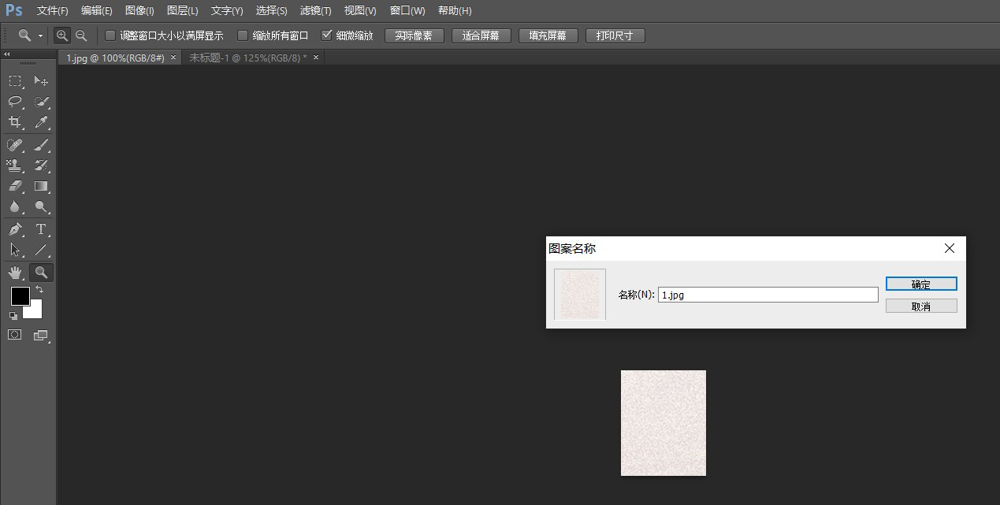 Ps 文件(F) 编辑(E) 图像(I) 图层(L) 文字(Y) 选择(S) 滤镜(T) 视图(V) 窗口(W) 帮助(H)
调整窗口大小以满屏显示 缩放所有窗口 细微缩放 实际像素 适合屏幕 填充屏幕 打印尺寸
1.jpg @ 100%(RGB/8#) × 未标题-1 @ 125%(RGB/8) * ×
图案名称
名称(N): 1.jpg
确定
取消